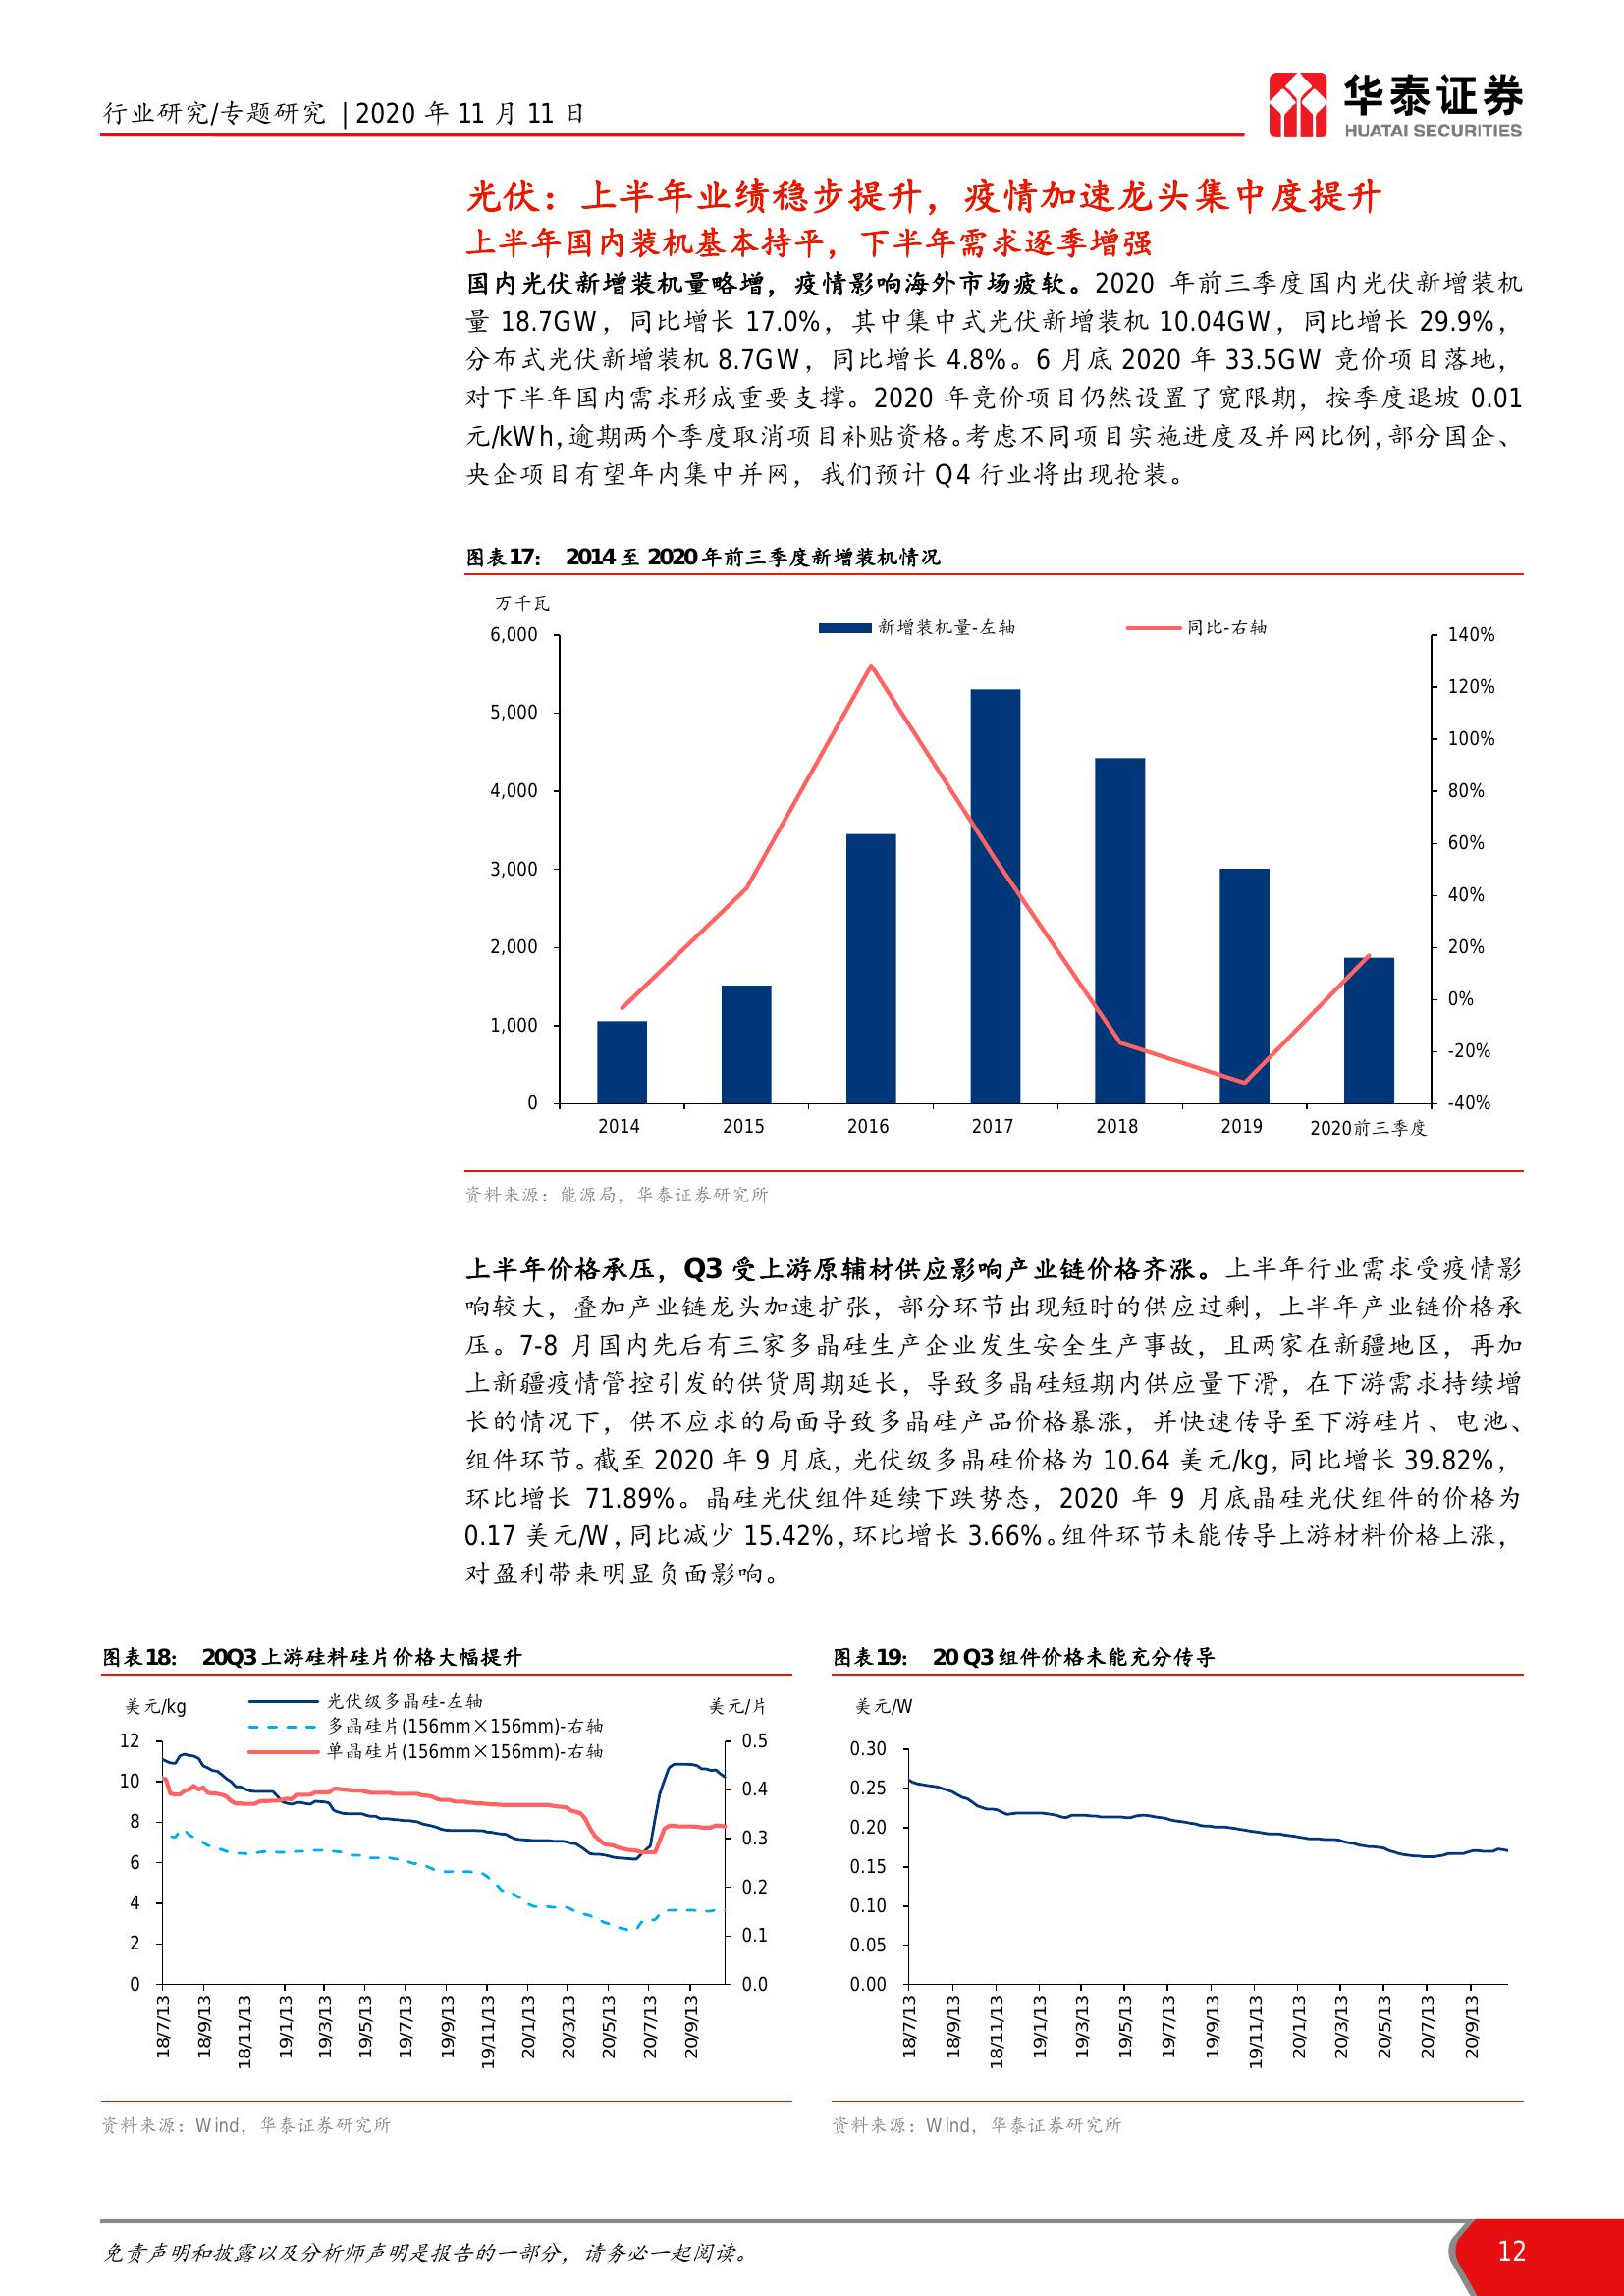 行业研究/专题研究 | 2020 年 11 月 11 日
华泰证券
HUATAI SECURITIES
光伏：上半年业绩稳步提升，疫情加速龙头集中度提升
上半年国内装机基本持平，下半年需求逐季增强
国内光伏新增装机量略增，疫情影响海外市场疲软。2020 年前三季度国内光伏新增装机
量 18.7GW，同比增长 17.0%，其中集中式光伏新增装机 10.04GW，同比增长 29.9%，
分布式光伏新增装机 8.7GW，同比增长 4.8%。6 月底 2020 年 33.5GW 竞价项目落地，
对下半年国内需求形成重要支撑。2020 年竞价项目仍然设置了宽限期，按季度退坡 0.01
元/kWh，逾期两个季度取消项目补贴资格。考虑不同项目实施进度及并网比例，部分国企、
央企项目有望年内集中并网，我们预计 Q4 行业将出现抢装。
图表17： 2014 至 2020 年前三季度新增装机情况
万千瓦
新增装机量-左轴
同比-右轴
6,000
5,000
4,000
3,000
2,000
1,000
0
140%
120%
100%
80%
60%
40%
20%
0%
-20%
-40%
2014 2015 2016 2017 2018 2019 2020前三季度
资料来源：能源局，华泰证券研究所
上半年价格承压，Q3 受上游原辅材供应影响产业链价格齐涨。上半年行业需求受疫情影
响较大，叠加产业链龙头加速扩张，部分环节出现短时的供应过剩，上半年产业链价格承
压。7-8 月国内先后有三家多晶硅生产企业发生安全生产事故，且两家在新疆地区，再加
上新疆疫情管控引发的供货周期延长，导致多晶硅短期内供应量下滑，在下游需求持续增
长的情况下，供不应求的局面导致多晶硅产品价格暴涨，并快速传导至下游硅片、电池、
组件环节。截至 2020 年 9 月底，光伏级多晶硅价格为 10.64 美元/kg，同比增长 39.82%，
环比增长 71.89%。晶硅光伏组件延续下跌势态，2020 年 9 月底晶硅光伏组件的价格为
0.17 美元/W，同比减少 15.42%，环比增长 3.66%。组件环节未能传导上游材料价格上涨，
对盈利带来明显负面影响。
图表18： 20Q3 上游硅料硅片价格大幅提升
美元/kg
光伏级多晶硅-左轴
多晶硅片(156mm×156mm)-右轴
单晶硅片(156mm×156mm)-右轴
美元/片
12
10
8
6
4
2
0
0.5
0.4
0.3
0.2
0.1
0.0
18/7/13 18/9/13 18/11/13 19/1/13 19/3/13 19/5/13 19/7/13 19/9/13 19/11/13 20/1/13 20/3/13 20/5/13 20/7/13 20/9/13
资料来源：Wind，华泰证券研究所
图表19： 20 Q3 组件价格未能充分传导
美元/W
0.30
0.25
0.20
0.15
0.10
0.05
0.00
18/7/13 18/9/13 18/11/13 19/1/13 19/3/13 19/5/13 19/7/13 19/9/13 19/11/13 20/1/13 20/3/13 20/5/13 20/7/13 20/9/13
资料来源：Wind，华泰证券研究所
免责声明和披露以及分析师声明是报告的一部分，请务必一起阅读。
12